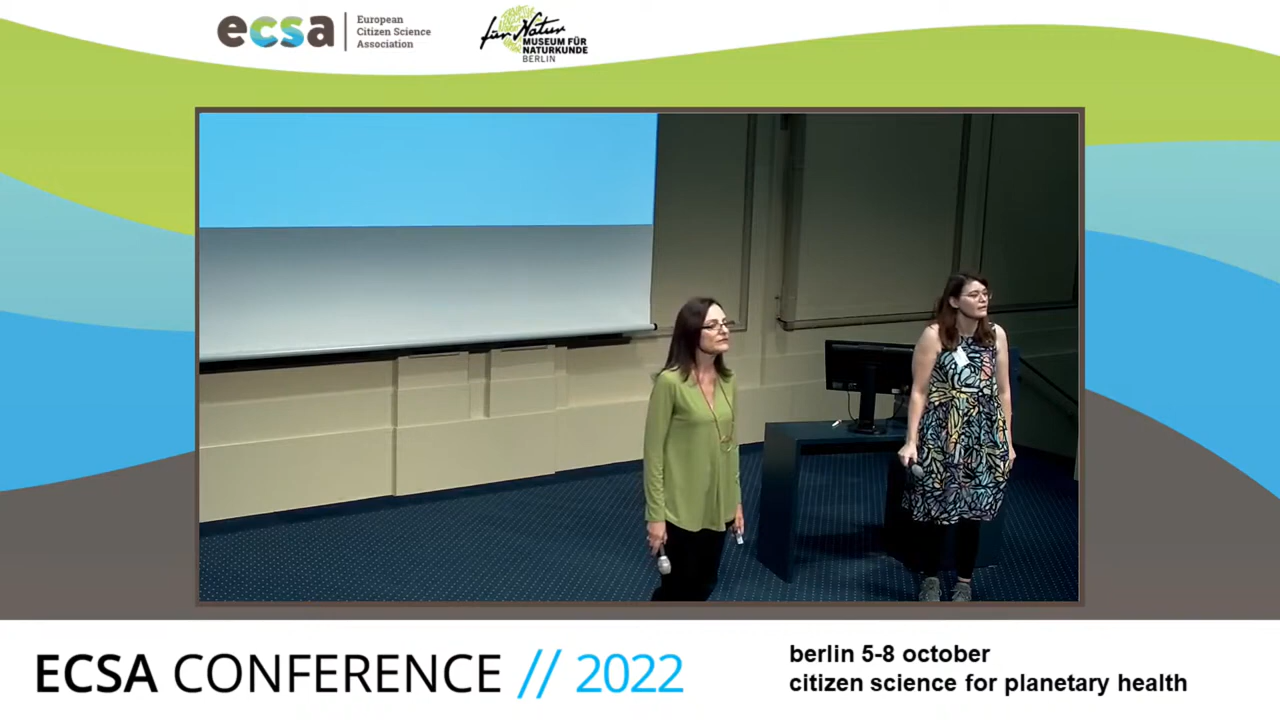 ecsa
European
Citizen Science
Association
für Natur
MUSEUM FÜR
NATURKUNDE
BERLIN
ECSA CONFERENCE // 2022
berlin 5-8 october
citizen science for planetary health